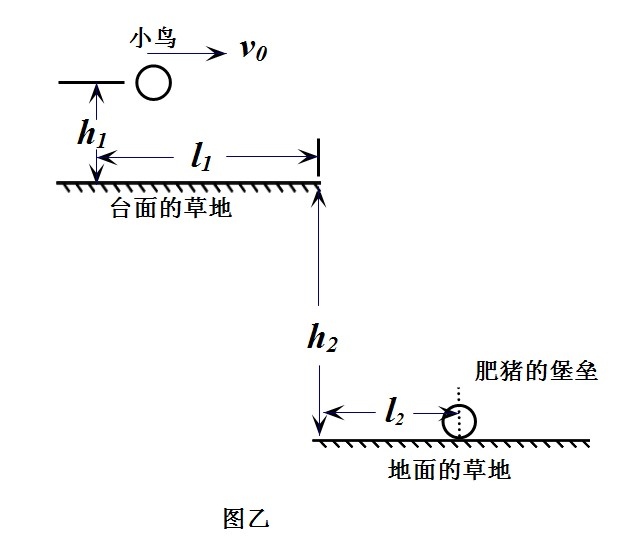 小鸟
v₀
h₁
l₁
台面的草地
h₂
肥猪的堡垒
l₂
地面的草地
图乙